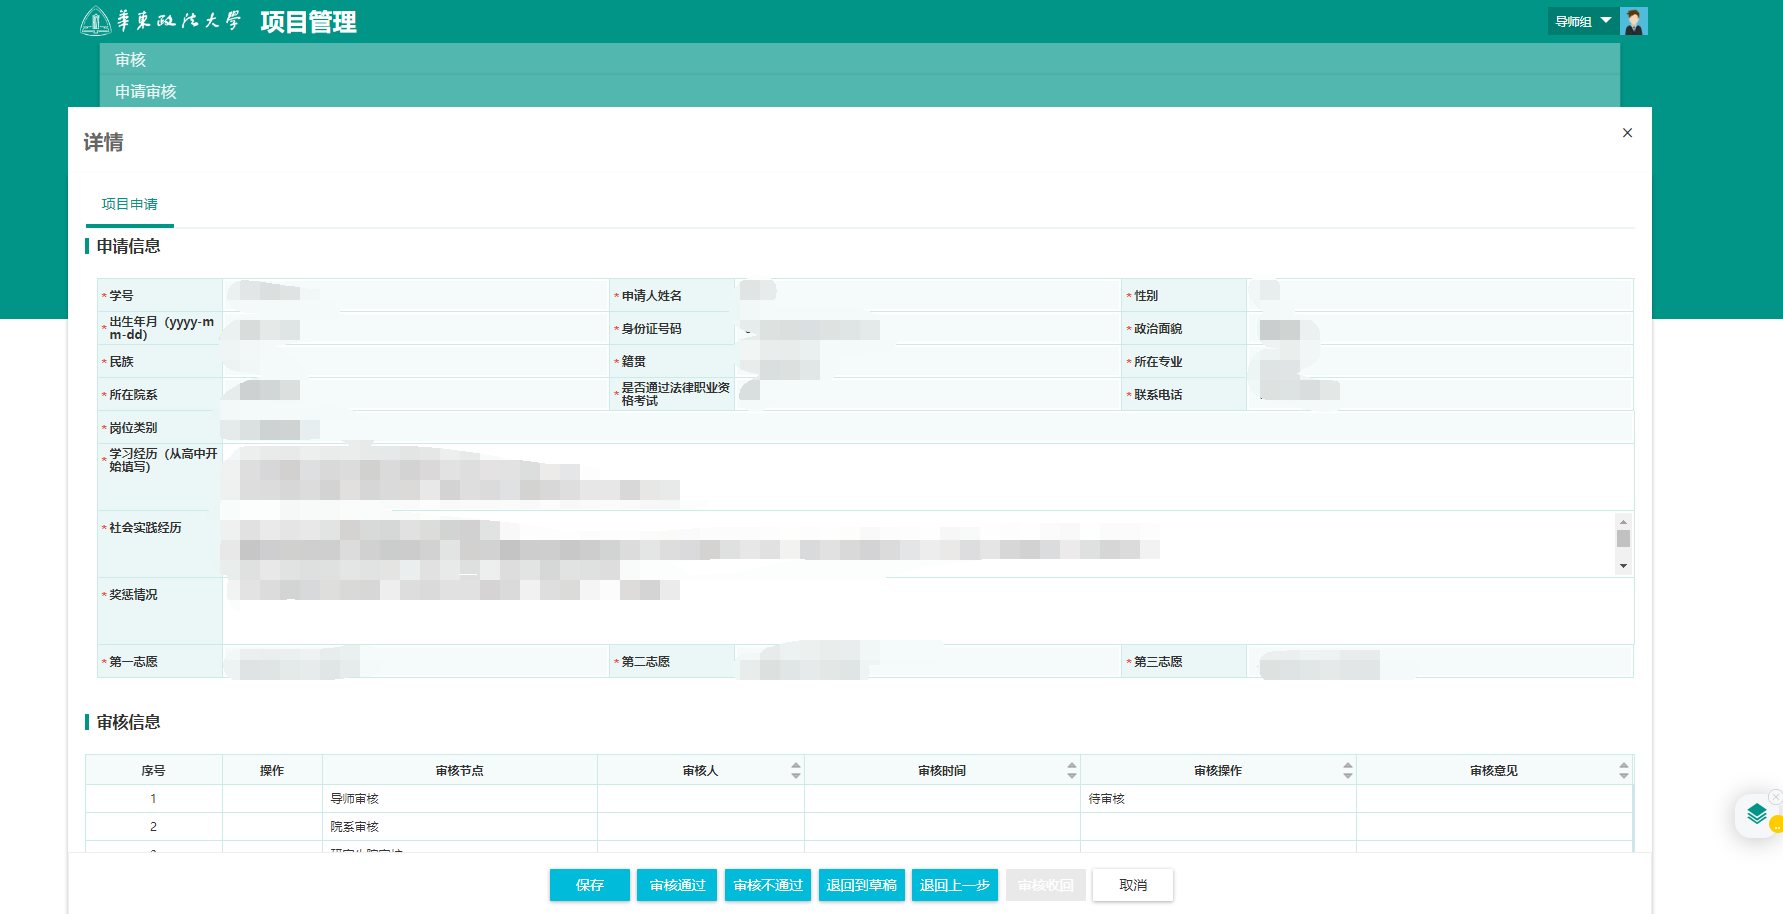 華東政法大學 项目管理
导师组
审核
申请审核
详情
×
项目申请
申请信息
*学号 *申请人姓名 *性别
*出生年月（yyyy-m
m-dd） *身份证号码 *政治面貌
*民族 *籍贯 *所在专业
*所在院系 *是否通过法律职业资
格考试 *联系电话
*岗位类别
*学习经历（从高中开
始填写）
*社会实践经历
*奖惩情况
*第一志愿 *第二志愿 *第三志愿
审核信息
序号 操作 审核节点 审核人 审核时间 审核操作 审核意见
1 导师审核 待审核
2 院系审核
保存 审核通过 审核不通过 退回到草稿 退回上一步 审核收回 取消